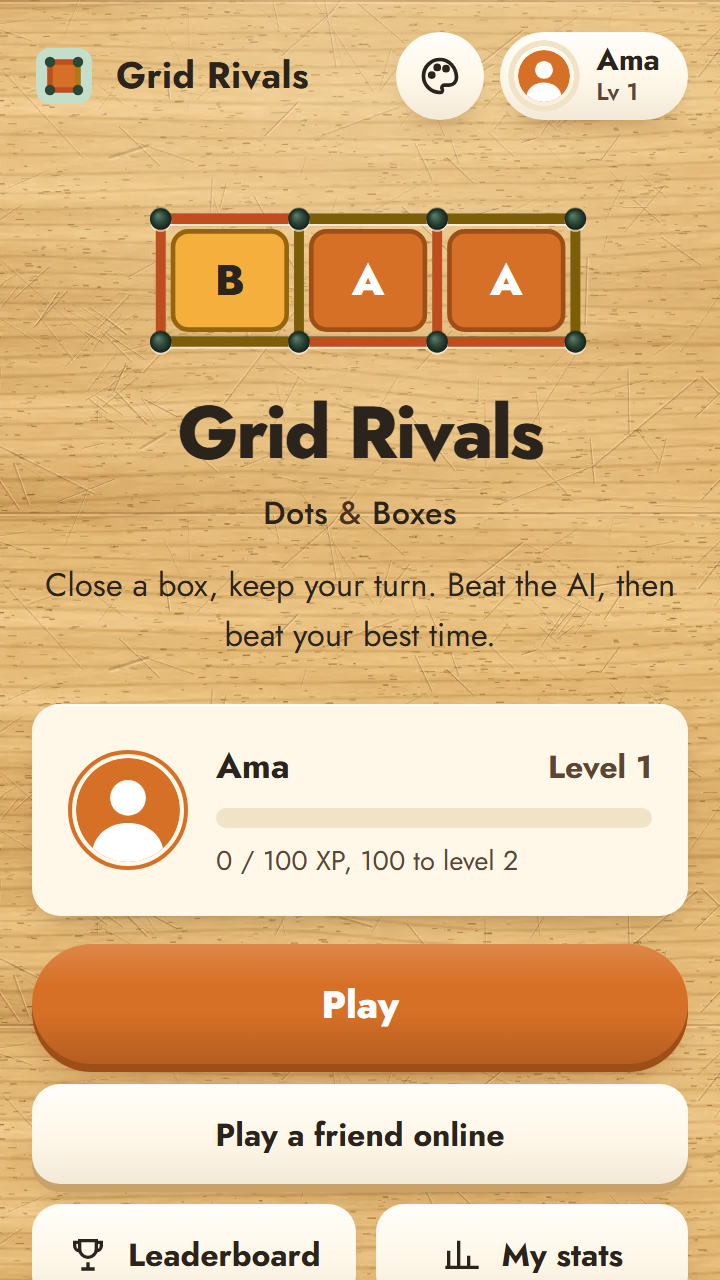 Grid Rivals
Ama
Lv 1
B A A
Grid Rivals
Dots & Boxes
Close a box, keep your turn. Beat the AI, then
beat your best time.
Ama
Level 1
0 / 100 XP, 100 to level 2
Play
Play a friend online
Leaderboard
My stats